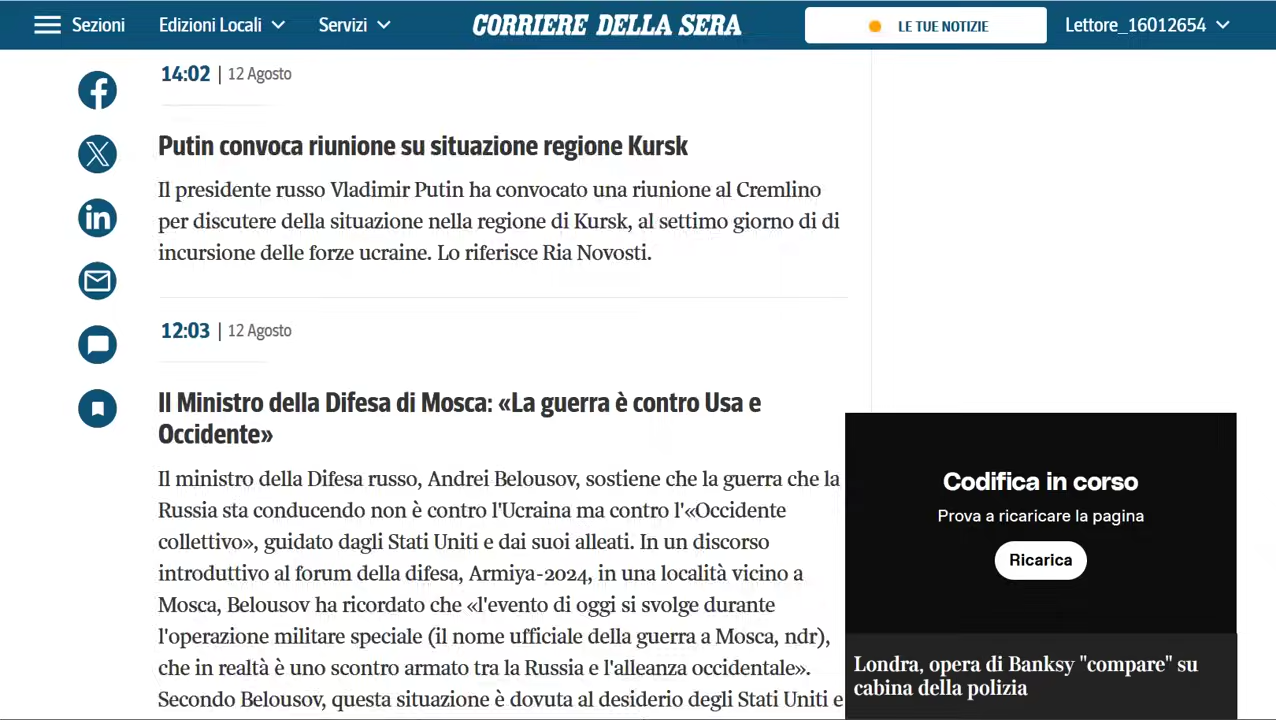 Sezioni
Edizioni Locali
Servizi
CORRIERE DELLA SERA
LE TUE NOTIZIE
Lettore_16012654
14:02 | 12 Agosto
Putin convoca riunione su situazione regione Kursk
Il presidente russo Vladimir Putin ha convocato una riunione al Cremlino
per discutere della situazione nella regione di Kursk, al settimo giorno di di
incursione delle forze ucraine. Lo riferisce Ria Novosti.
12:03 | 12 Agosto
Il Ministro della Difesa di Mosca: «La guerra è contro Usa e
Occidente»
Il ministro della Difesa russo, Andrei Belousov, sostiene che la guerra che la
Russia sta conducendo non è contro l'Ucraina ma contro l'«Occidente
collettivo», guidato dagli Stati Uniti e dai suoi alleati. In un discorso
introduttivo al forum della difesa, Armiya-2024, in una località vicino a
Mosca, Belousov ha ricordato che «l'evento di oggi si svolge durante
l'operazione militare speciale (il nome ufficiale della guerra a Mosca, ndr),
che in realtà è uno scontro armato tra la Russia e l'alleanza occidentale».
Secondo Belousov, questa situazione è dovuta al desiderio degli Stati Uniti e
Codifica in corso
Prova a ricaricare la pagina
Ricarica
Londra, opera di Banksy "compare" su
cabina della polizia